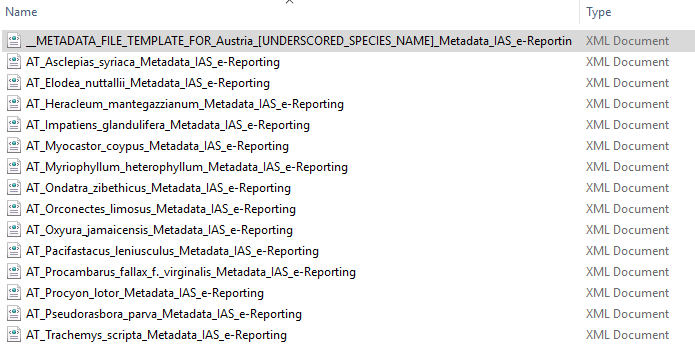 Name Type
__METADATA_FILE_TEMPLATE_FOR_Austria_[UNDERSCORED_SPECIES_NAME]_Metadata_IAS_e-Reportin XML Document
AT_Asclepias_syriaca_Metadata_IAS_e-Reporting XML Document
AT_Elodea_nuttallii_Metadata_IAS_e-Reporting XML Document
AT_Heracleum_mantegazzianum_Metadata_IAS_e-Reporting XML Document
AT_Impatiens_glandulifera_Metadata_IAS_e-Reporting XML Document
AT_Myocastor_coypus_Metadata_IAS_e-Reporting XML Document
AT_Myriophyllum_heterophyllum_Metadata_IAS_e-Reporting XML Document
AT_Ondatra_zibethicus_Metadata_IAS_e-Reporting XML Document
AT_Orconectes_limosus_Metadata_IAS_e-Reporting XML Document
AT_Oxyura_jamaicensis_Metadata_IAS_e-Reporting XML Document
AT_Pacifastacus_leniusculus_Metadata_IAS_e-Reporting XML Document
AT_Procambarus_fallax_f._virginalis_Metadata_IAS_e-Reporting XML Document
AT_Procyon_lotor_Metadata_IAS_e-Reporting XML Document
AT_Pseudorasbora_parva_Metadata_IAS_e-Reporting XML Document
AT_Trachemys_scripta_Metadata_IAS_e-Reporting XML Document